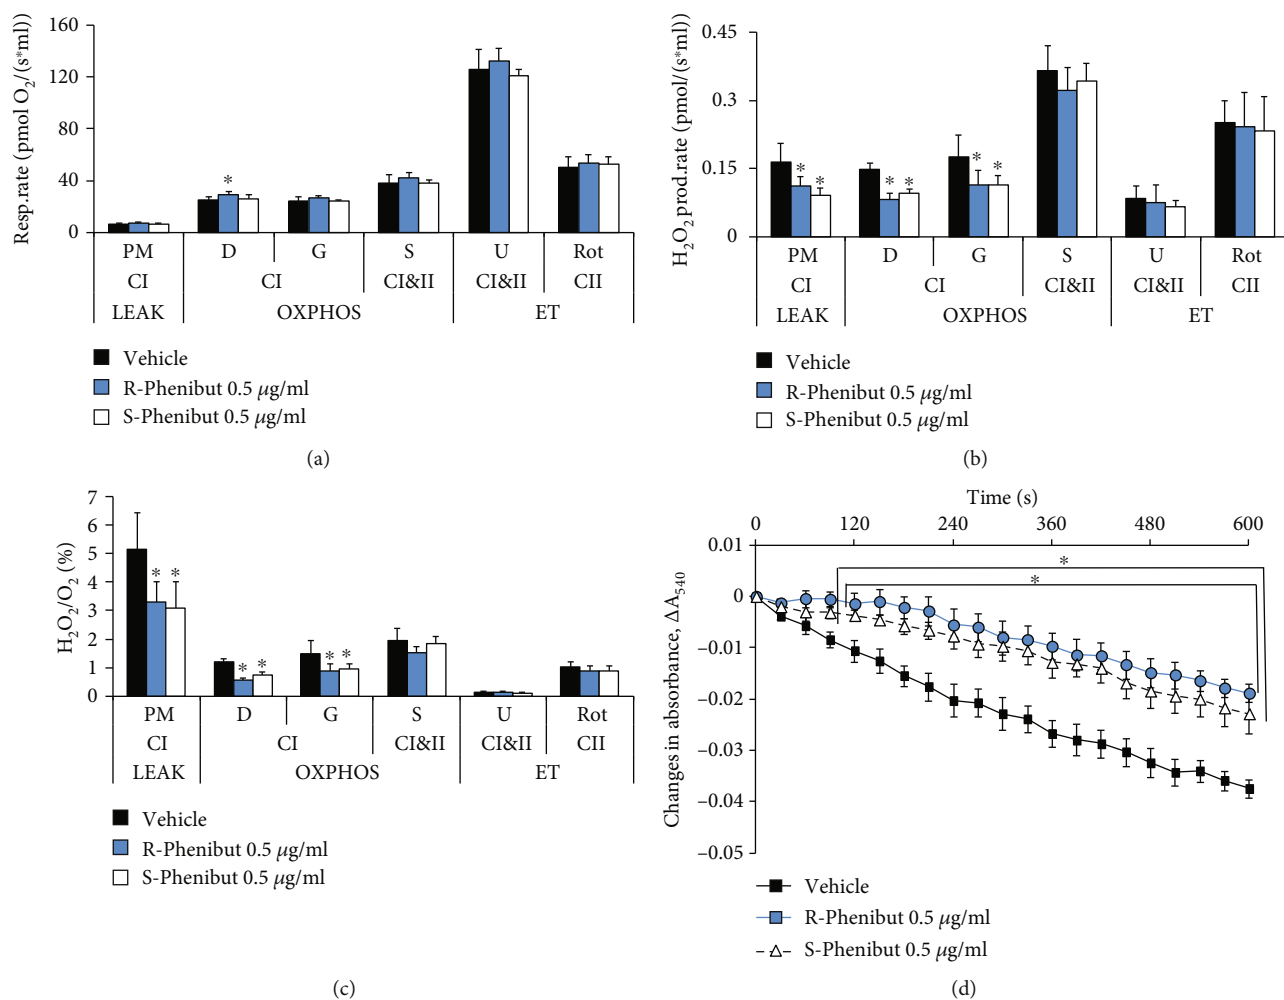 Resp.rate (pmol O₂/(s*ml))
160
120
80
40
0
*
PM D G S U Rot
CI CI CI&II CI&II CII
LEAK OXPHOS ET
Vehicle
R-Phenibut 0.5 μg/ml
S-Phenibut 0.5 μg/ml
(a)
H₂O₂ prod.rate (pmol/(s*ml))
0.45
0.3
0.15
0
* * * * * *
PM D G S U Rot
CI CI CI&II CI&II CII
LEAK OXPHOS ET
Vehicle
R-Phenibut 0.5 μg/ml
S-Phenibut 0.5 μg/ml
(b)
H₂O₂/O₂ (%)
7
6
5
4
3
2
1
0
* * * * * *
PM D G S U Rot
CI CI CI&II CI&II CII
LEAK OXPHOS ET
Vehicle
R-Phenibut 0.5 μg/ml
S-Phenibut 0.5 μg/ml
(c)
Time (s)
0 120 240 360 480 600
Changes in absorbance, ΔA₅₄₀
0.01
0
–0.01
–0.02
–0.03
–0.04
–0.05
*
*
Vehicle
R-Phenibut 0.5 μg/ml
S-Phenibut 0.5 μg/ml
(d)